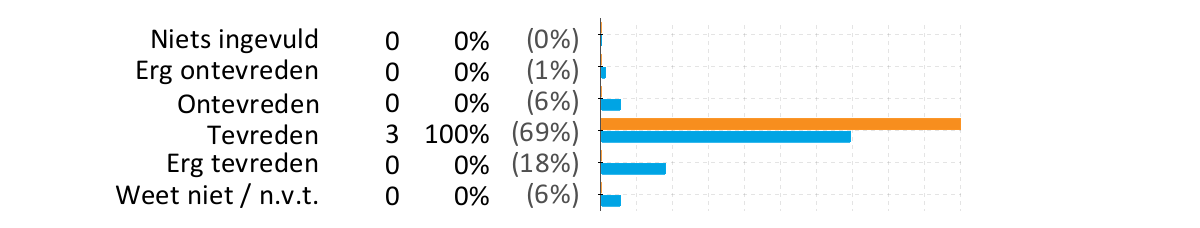 Niets ingevuld 0 0% (0%)
Erg ontevreden 0 0% (1%)
Ontevreden 0 0% (6%)
Tevreden 3 100% (69%)
Erg tevreden 0 0% (18%)
Weet niet / n.v.t. 0 0% (6%)